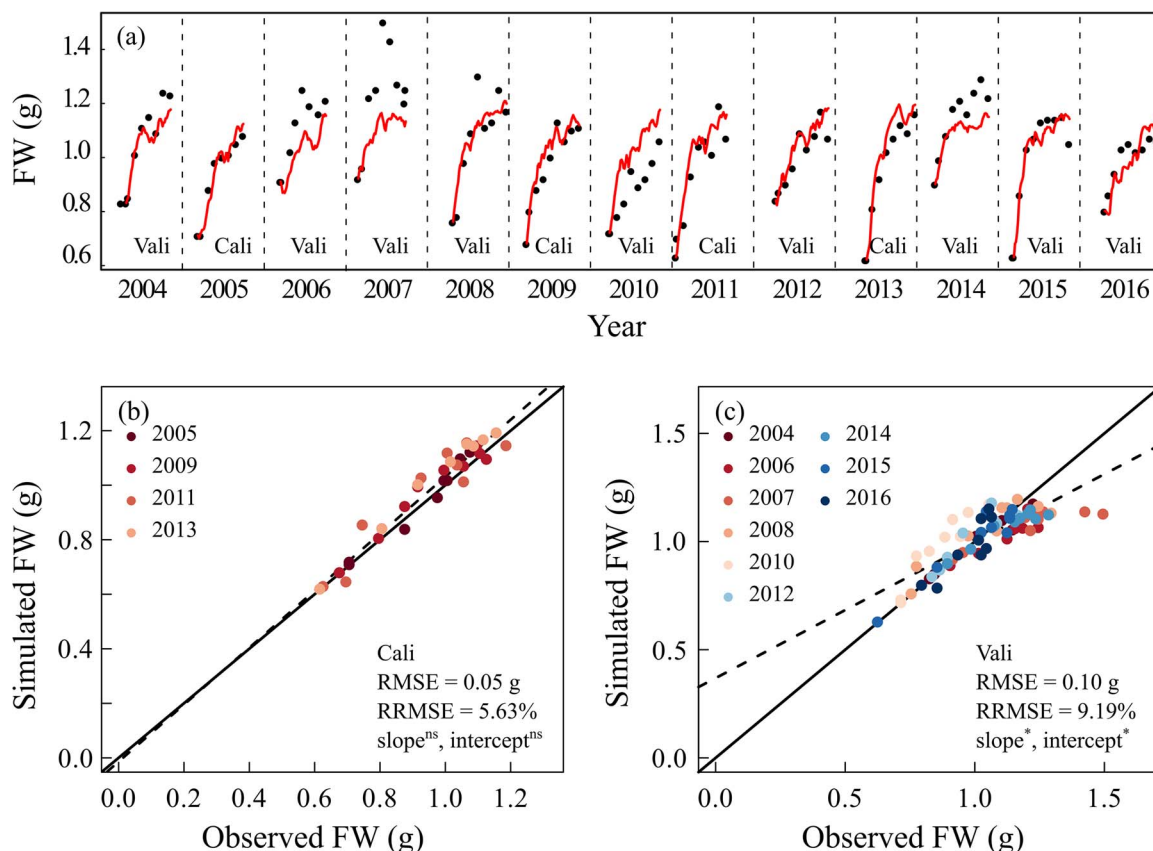 (a)
FW (g)
1.4
1.2
1.0
0.8
0.6
Vali Cali Vali Vali Vali Cali Vali Cali Vali Cali Vali Vali Vali
2004 2005 2006 2007 2008 2009 2010 2011 2012 2013 2014 2015 2016
Year
(b)
2005
2009
2011
2013
Simulated FW (g)
1.2
0.8
0.4
0.0
Cali
RMSE = 0.05 g
RRMSE = 5.63%
slope^ns, intercept^ns
0.0 0.2 0.4 0.6 0.8 1.0 1.2
Observed FW (g)
(c)
2004 2014
2006 2015
2007 2016
2008
2010
2012
Simulated FW (g)
1.5
1.0
0.5
0.0
Vali
RMSE = 0.10 g
RRMSE = 9.19%
slope*, intercept*
0.0 0.5 1.0 1.5
Observed FW (g)